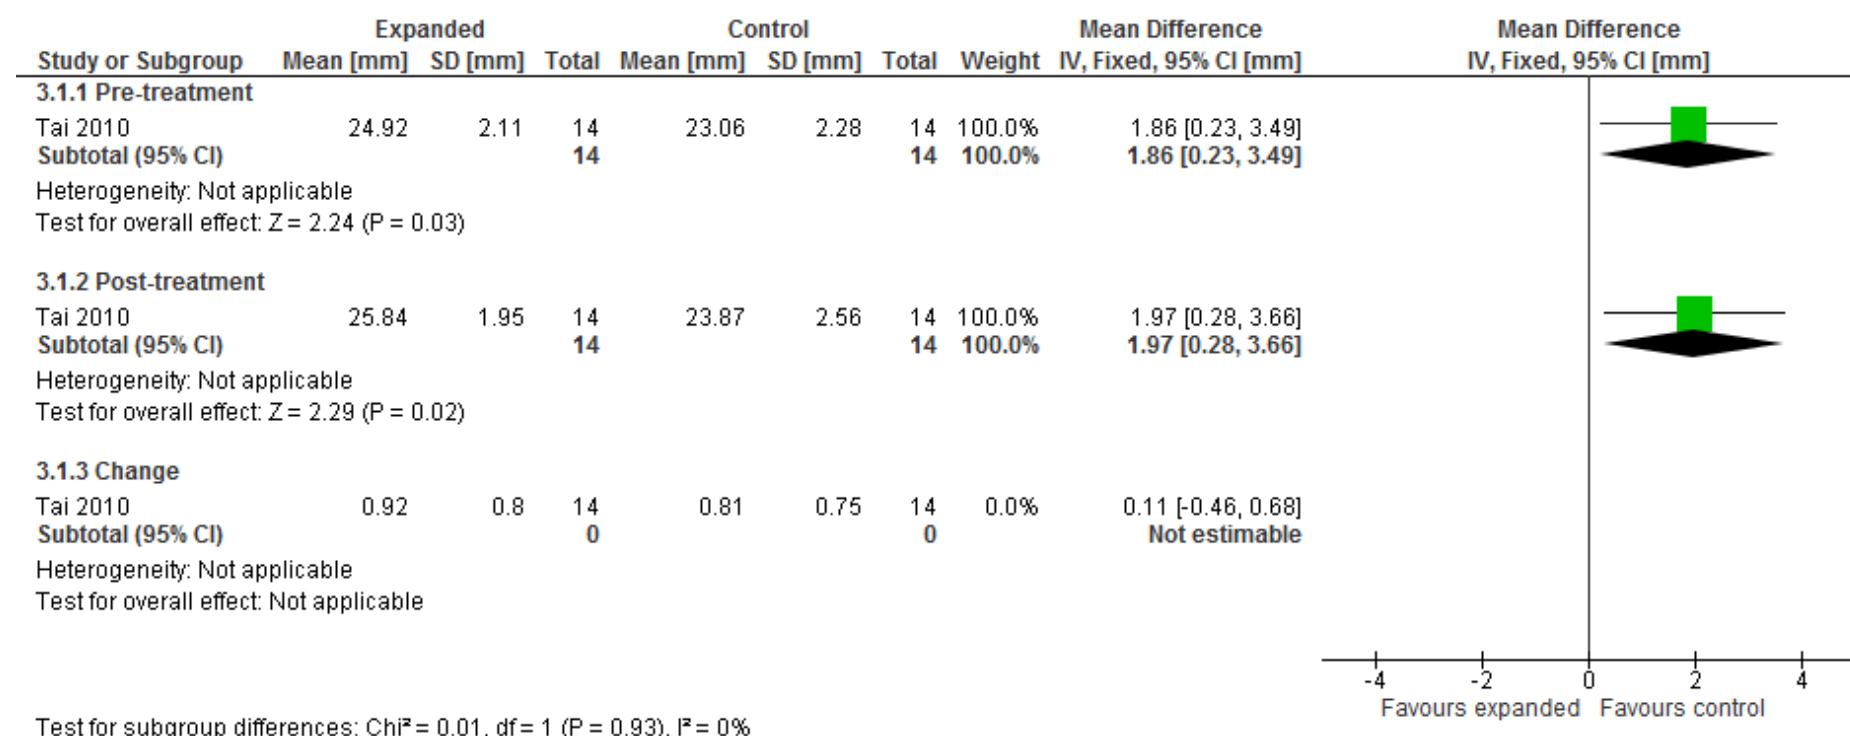 Expanded Control Mean Difference Mean Difference
Study or Subgroup Mean [mm] SD [mm] Total Mean [mm] SD [mm] Total Weight IV, Fixed, 95% CI [mm] IV, Fixed, 95% CI [mm]
3.1.1 Pre-treatment
Tai 2010 24.92 2.11 14 23.06 2.28 14 100.0% 1.86 [0.23, 3.49]
Subtotal (95% CI) 14 14 100.0% 1.86 [0.23, 3.49]
Heterogeneity: Not applicable
Test for overall effect: Z = 2.24 (P = 0.03)
3.1.2 Post-treatment
Tai 2010 25.84 1.95 14 23.87 2.56 14 100.0% 1.97 [0.28, 3.66]
Subtotal (95% CI) 14 14 100.0% 1.97 [0.28, 3.66]
Heterogeneity: Not applicable
Test for overall effect: Z = 2.29 (P = 0.02)
3.1.3 Change
Tai 2010 0.92 0.8 14 0.81 0.75 14 0.0% 0.11 [-0.46, 0.68]
Subtotal (95% CI) 0 0 Not estimable
Heterogeneity: Not applicable
Test for overall effect: Not applicable
-4 -2 0 2 4
Favours expanded Favours control
Test for subgroup differences: Chi² = 0.01, df = 1 (P = 0.93), I² = 0%